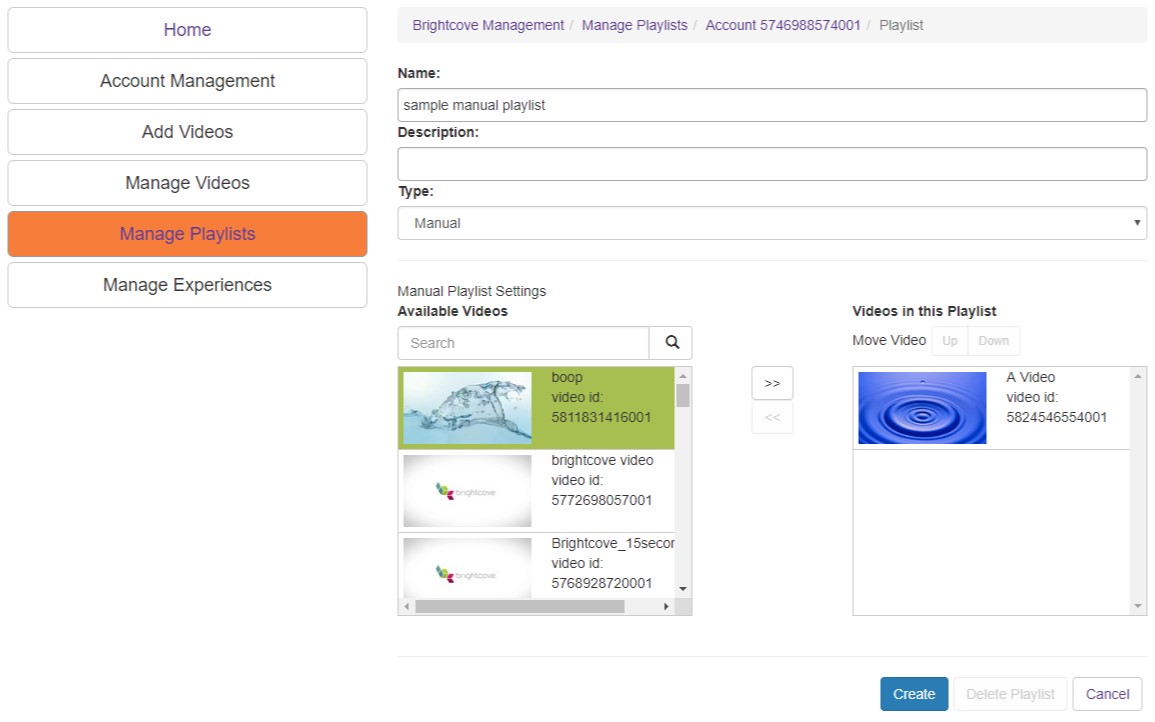 Home
Account Management
Add Videos
Manage Videos
Manage Playlists
Manage Experiences
Brightcove Management / Manage Playlists / Account 5746988574001 / Playlist
Name:
sample manual playlist
Description:
Type:
Manual
Manual Playlist Settings
Available Videos
Search
boop
video id:
5811831416001
brightcove
brightcove video
video id:
5772698057001
brightcove
Brightcove_15secon
video id:
5768928720001
>>
<<
Videos in this Playlist
Move Video Up Down
A Video
video id:
5824546554001
Create Delete Playlist Cancel